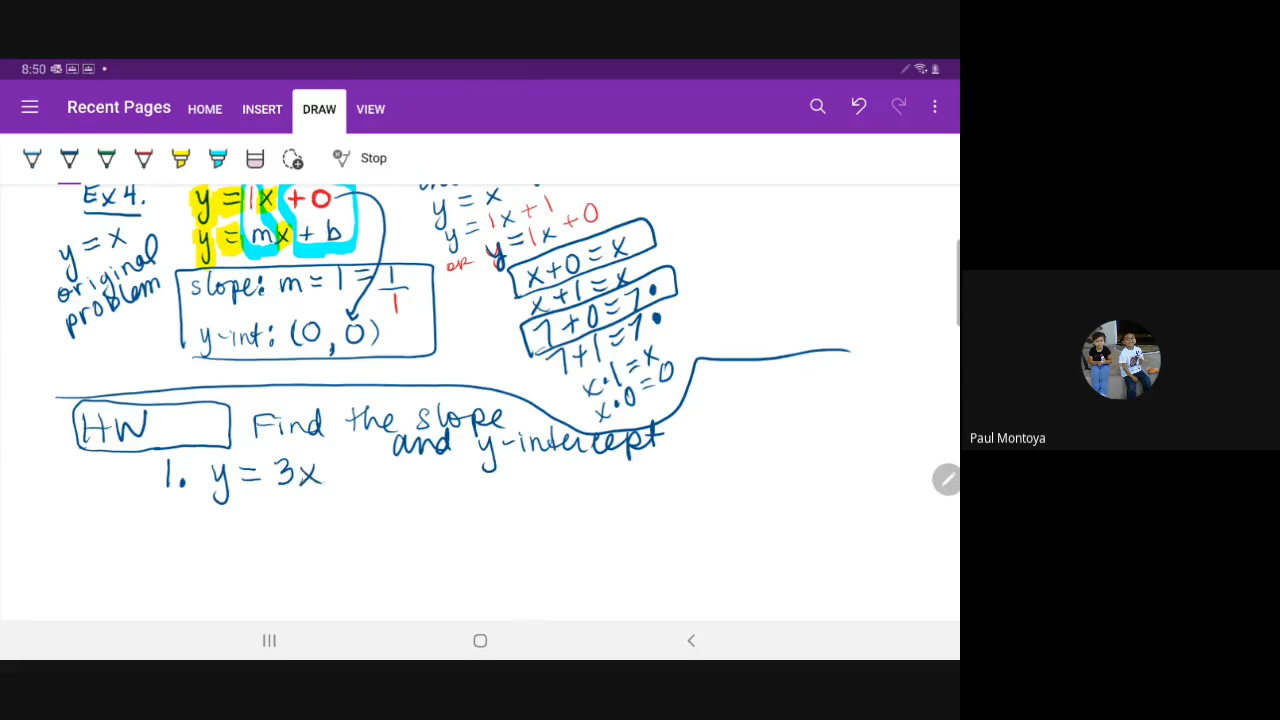 8:50
Recent Pages HOME INSERT DRAW VIEW
Stop
Ex 4.
y = 1x + 0
y = mx + b
y = x
original
problem
slope: m = 1 = 1/1
y-int: (0, 0)
y = x
y = 1x + 1
or y = 1x + 0
x + 0 = x
x + 1 = x
7 + 0 = 7
7 + 1 = 7
x • 1 = x
x • 0 = 0
HW Find the slope
and y-intercept
1. y = 3x
Paul Montoya